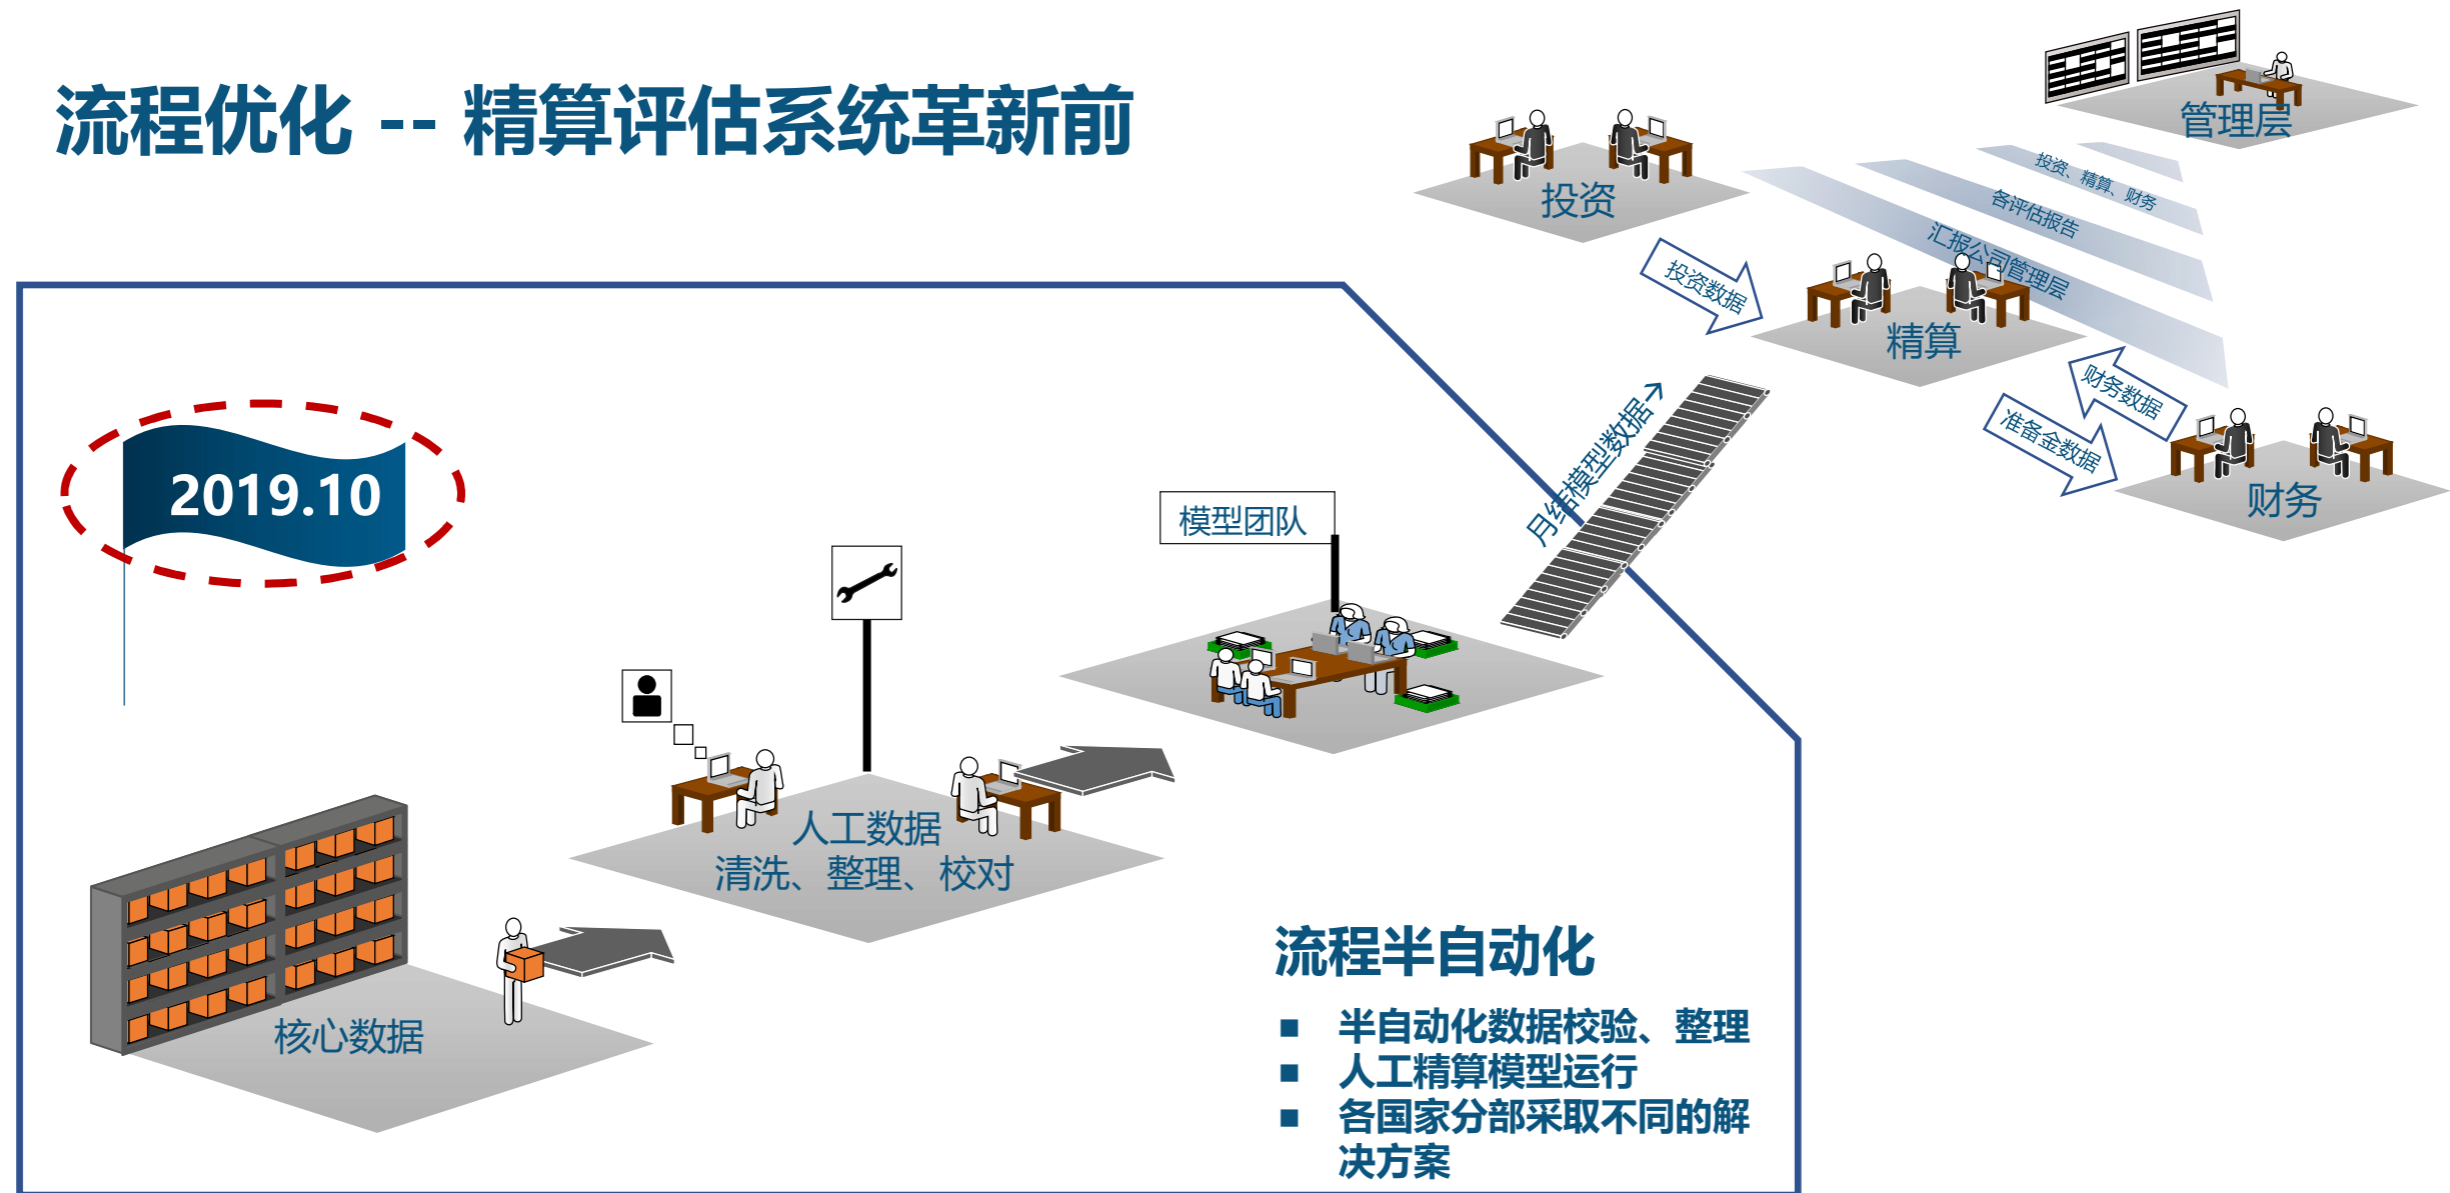 流程优化 -- 精算评估系统革新前
管理层
投资
投资、精算、财务
各评估报告
汇报公司管理层
投资数据
精算
财务数据
准备金数据
财务
月结模型数据→
2019.10
模型团队
人工数据
清洗、整理、校对
核心数据
流程半自动化
■ 半自动化数据校验、整理
■ 人工精算模型运行
■ 各国家分部采取不同的解
决方案